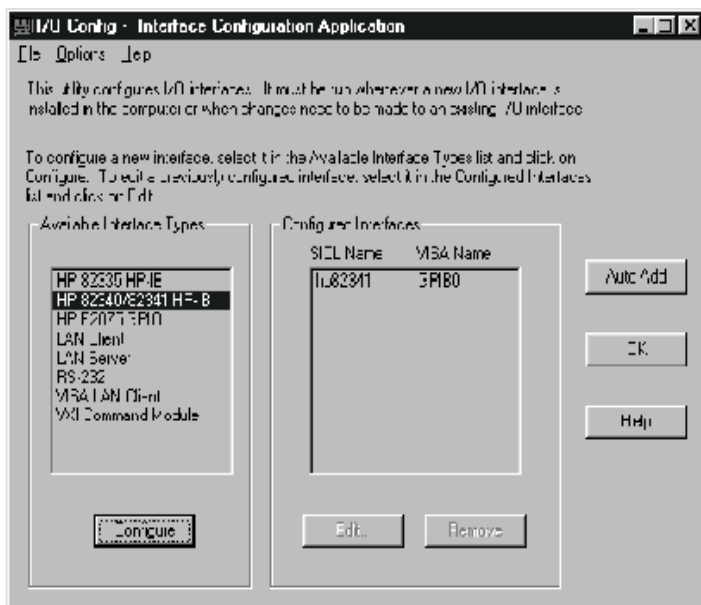 I/O Config - Interface Configuration Application
File Options Help
This utility configures I/O interfaces. It must be run whenever a new I/O interface is
installed in the computer or when changes need to be made to an existing I/O interface
To configure a new interface, select it in the Available Interface Types list and click on
Configure. To edit a previously configured interface, select it in the Configured Interfaces
list and click on Edit
Available Interface Types
HP 82335 HP-IB
HP 82340/82341 HP-IB
HP E2075 GPIO
LAN Client
LAN Server
RS-232
VISA LAN Client
VXI Command Module
Configure
Configured Interfaces
SICL Name VISA Name
82341 GPIB0
Edit...
Remove
Auto Add
OK
Help